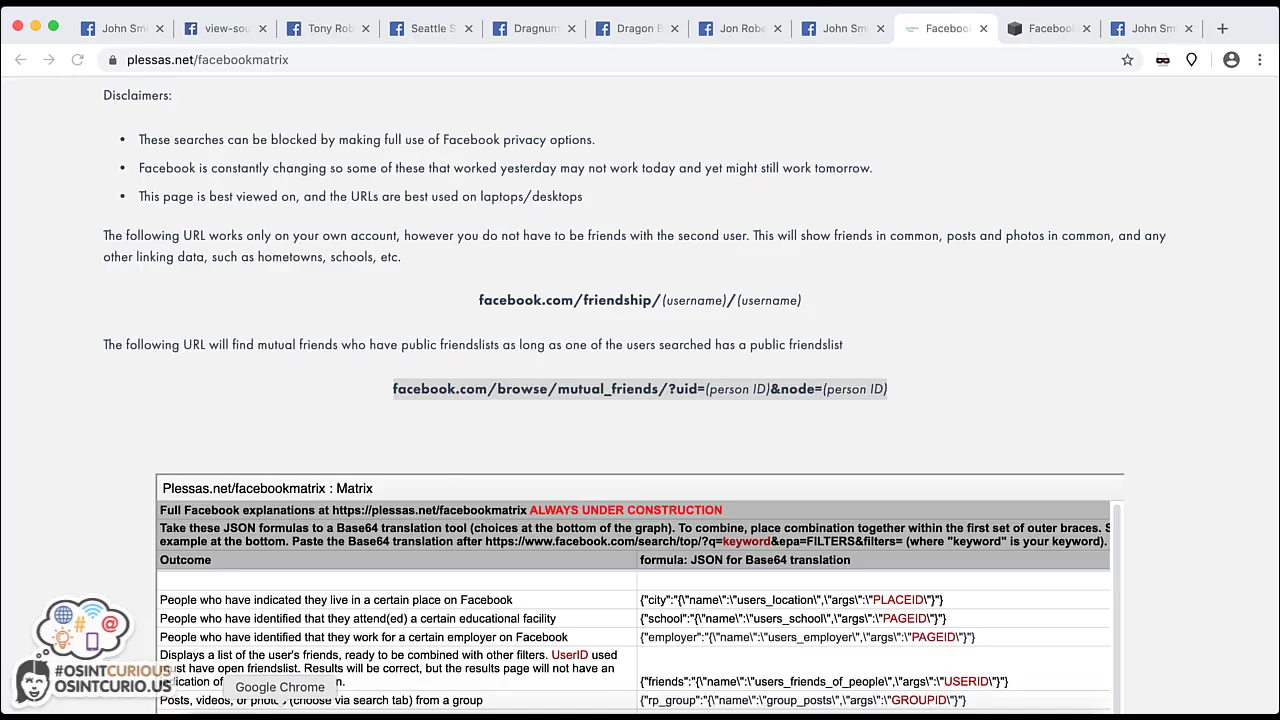 John Sm
view-sou
Tony Rob
Seattle S
Dragnum
Dragon B
Jon Robe
John Sm
Facebook
Facebook
John Sm
plessas.net/facebookmatrix
Disclaimers:
• These searches can be blocked by making full use of Facebook privacy options.
• Facebook is constantly changing so some of these that worked yesterday may not work today and yet might still work tomorrow.
• This page is best viewed on, and the URLs are best used on laptops/desktops
The following URL works only on your own account, however you do not have to be friends with the second user. This will show friends in common, posts and photos in common, and any
other linking data, such as hometowns, schools, etc.
facebook.com/friendship/(username)/(username)
The following URL will find mutual friends who have public friendslists as long as one of the users searched has a public friendslist
facebook.com/browse/mutual_friends/?uid=(person ID)&node=(person ID)
Plessas.net/facebookmatrix : Matrix
Full Facebook explanations at https://plessas.net/facebookmatrix ALWAYS UNDER CONSTRUCTION
Take these JSON formulas to a Base64 translation tool (choices at the bottom of the graph). To combine, place combination together within the first set of outer braces. S
example at the bottom. Paste the Base64 translation after https://www.facebook.com/search/top/?q=keyword&epa=FILTERS&filters= (where "keyword" is your keyword).
Outcome formula: JSON for Base64 translation
People who have indicated they live in a certain place on Facebook {"city":"{\"name\":\"users_location\",\"args\":\"PLACEID\"}"}
People who have identified that they attend(ed) a certain educational facility {"school":"{\"name\":\"users_school\",\"args\":\"PAGEID\"}"}
People who have identified that they work for a certain employer on Facebook {"employer":"{\"name\":\"users_employer\",\"args\":\"PAGEID\"}"}
Displays a list of the user's friends, ready to be combined with other filters. UserID used
must have open friendslist. Results will be correct, but the results page will not have an
{"friends":"{\"name\":\"users_friends_of_people\",\"args\":\"USERID\"}"}
Posts, videos, or photos (choose via search tab) from a group {"rp_group":"{\"name\":\"group_posts\",\"args\":\"GROUPID\"}"}
Google Chrome
#OSINTCURIOUS
OSINTCURIO.US